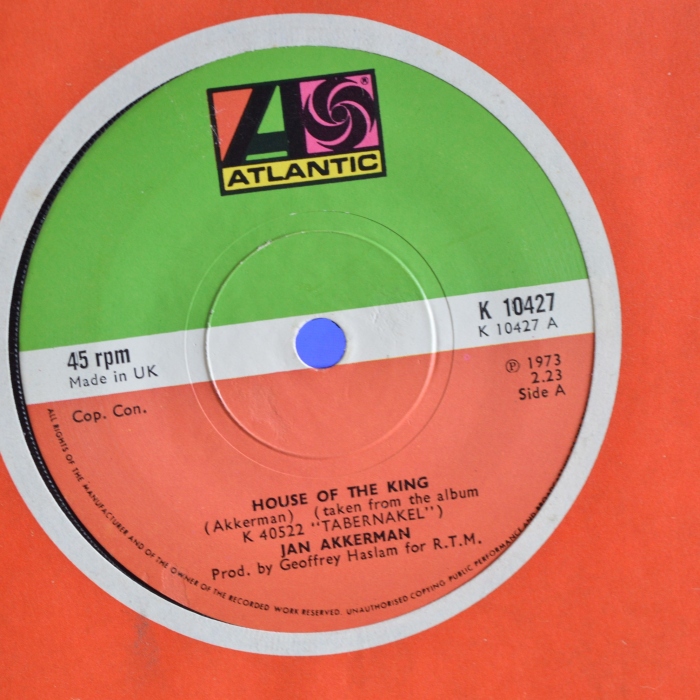 ®
ATLANTIC
K 10427
K 10427 A
45 rpm
Made in UK
Ⓟ 1973
2.23
Side A
Cop. Con.
HOUSE OF THE KING
(Akkerman) (taken from the album
K 40522 "TABERNAKEL")
JAN AKKERMAN
Prod. by Geoffrey Haslam for R.T.M.
ALL RIGHTS OF THE MANUFACTURER AND OF THE OWNER OF THE RECORDED WORK RESERVED. UNAUTHORISED COPYING PUBLIC PERFORMANCE AND